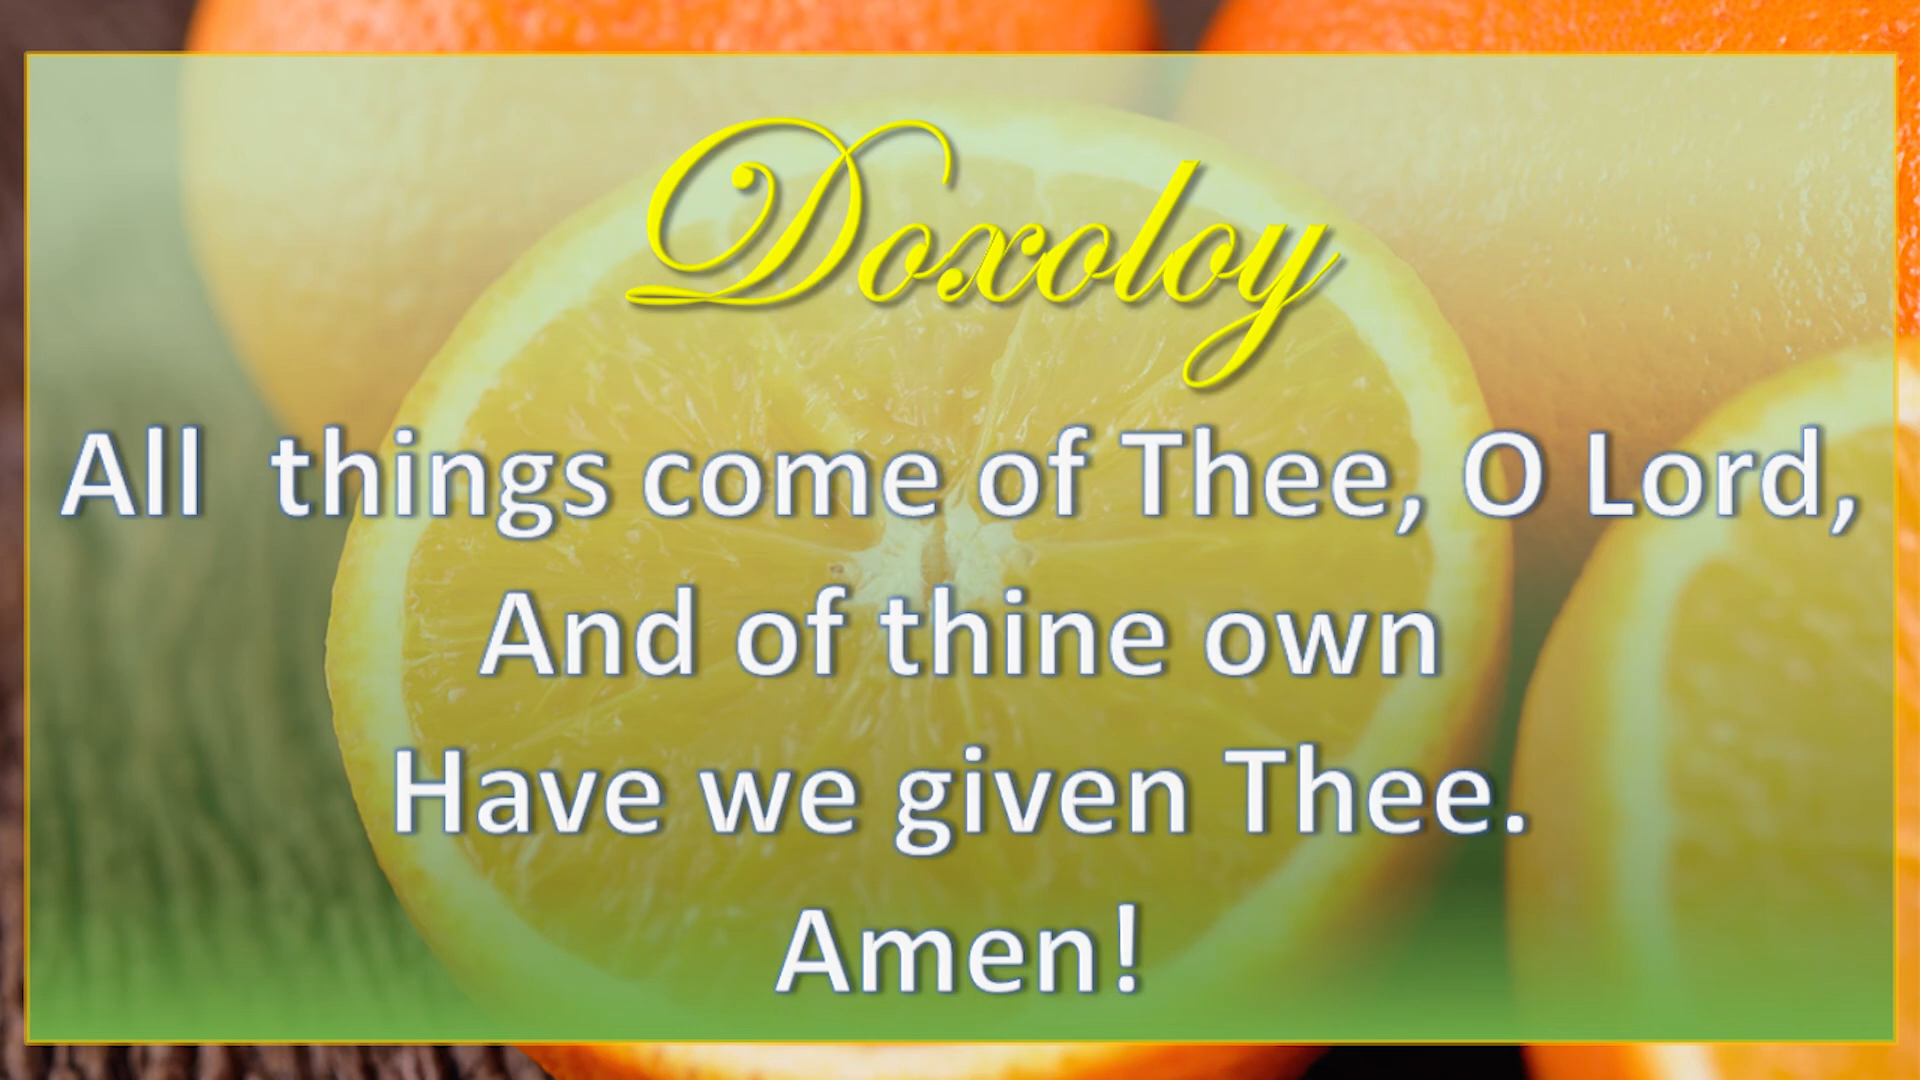 Doxoloy
All  things come of Thee, O Lord,
And of thine own
Have we given Thee.
Amen!